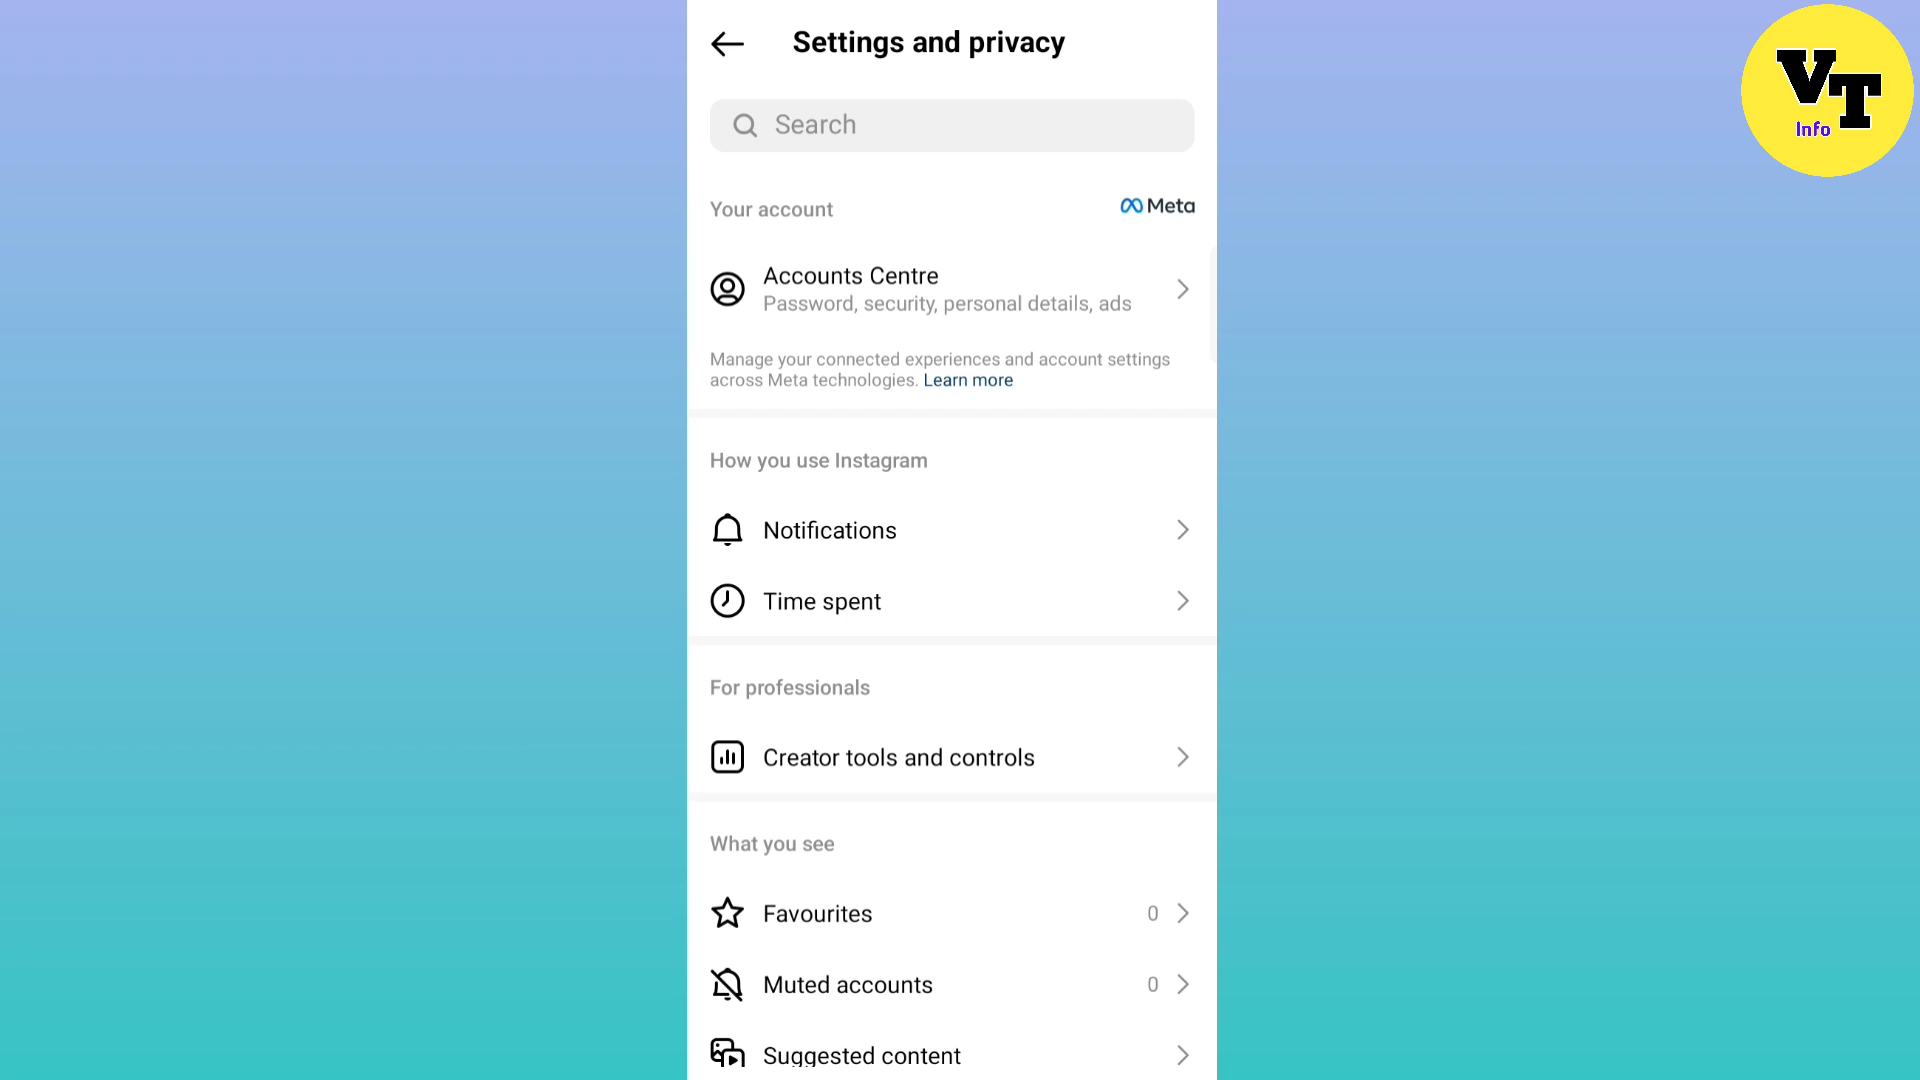 Settings and privacy
VT
Info
Search
Your account
Meta
Accounts Centre
Password, security, personal details, ads
Manage your connected experiences and account settings
across Meta technologies. Learn more
How you use Instagram
Notifications
Time spent
For professionals
Creator tools and controls
What you see
Favourites 0
Muted accounts 0
Suggested content